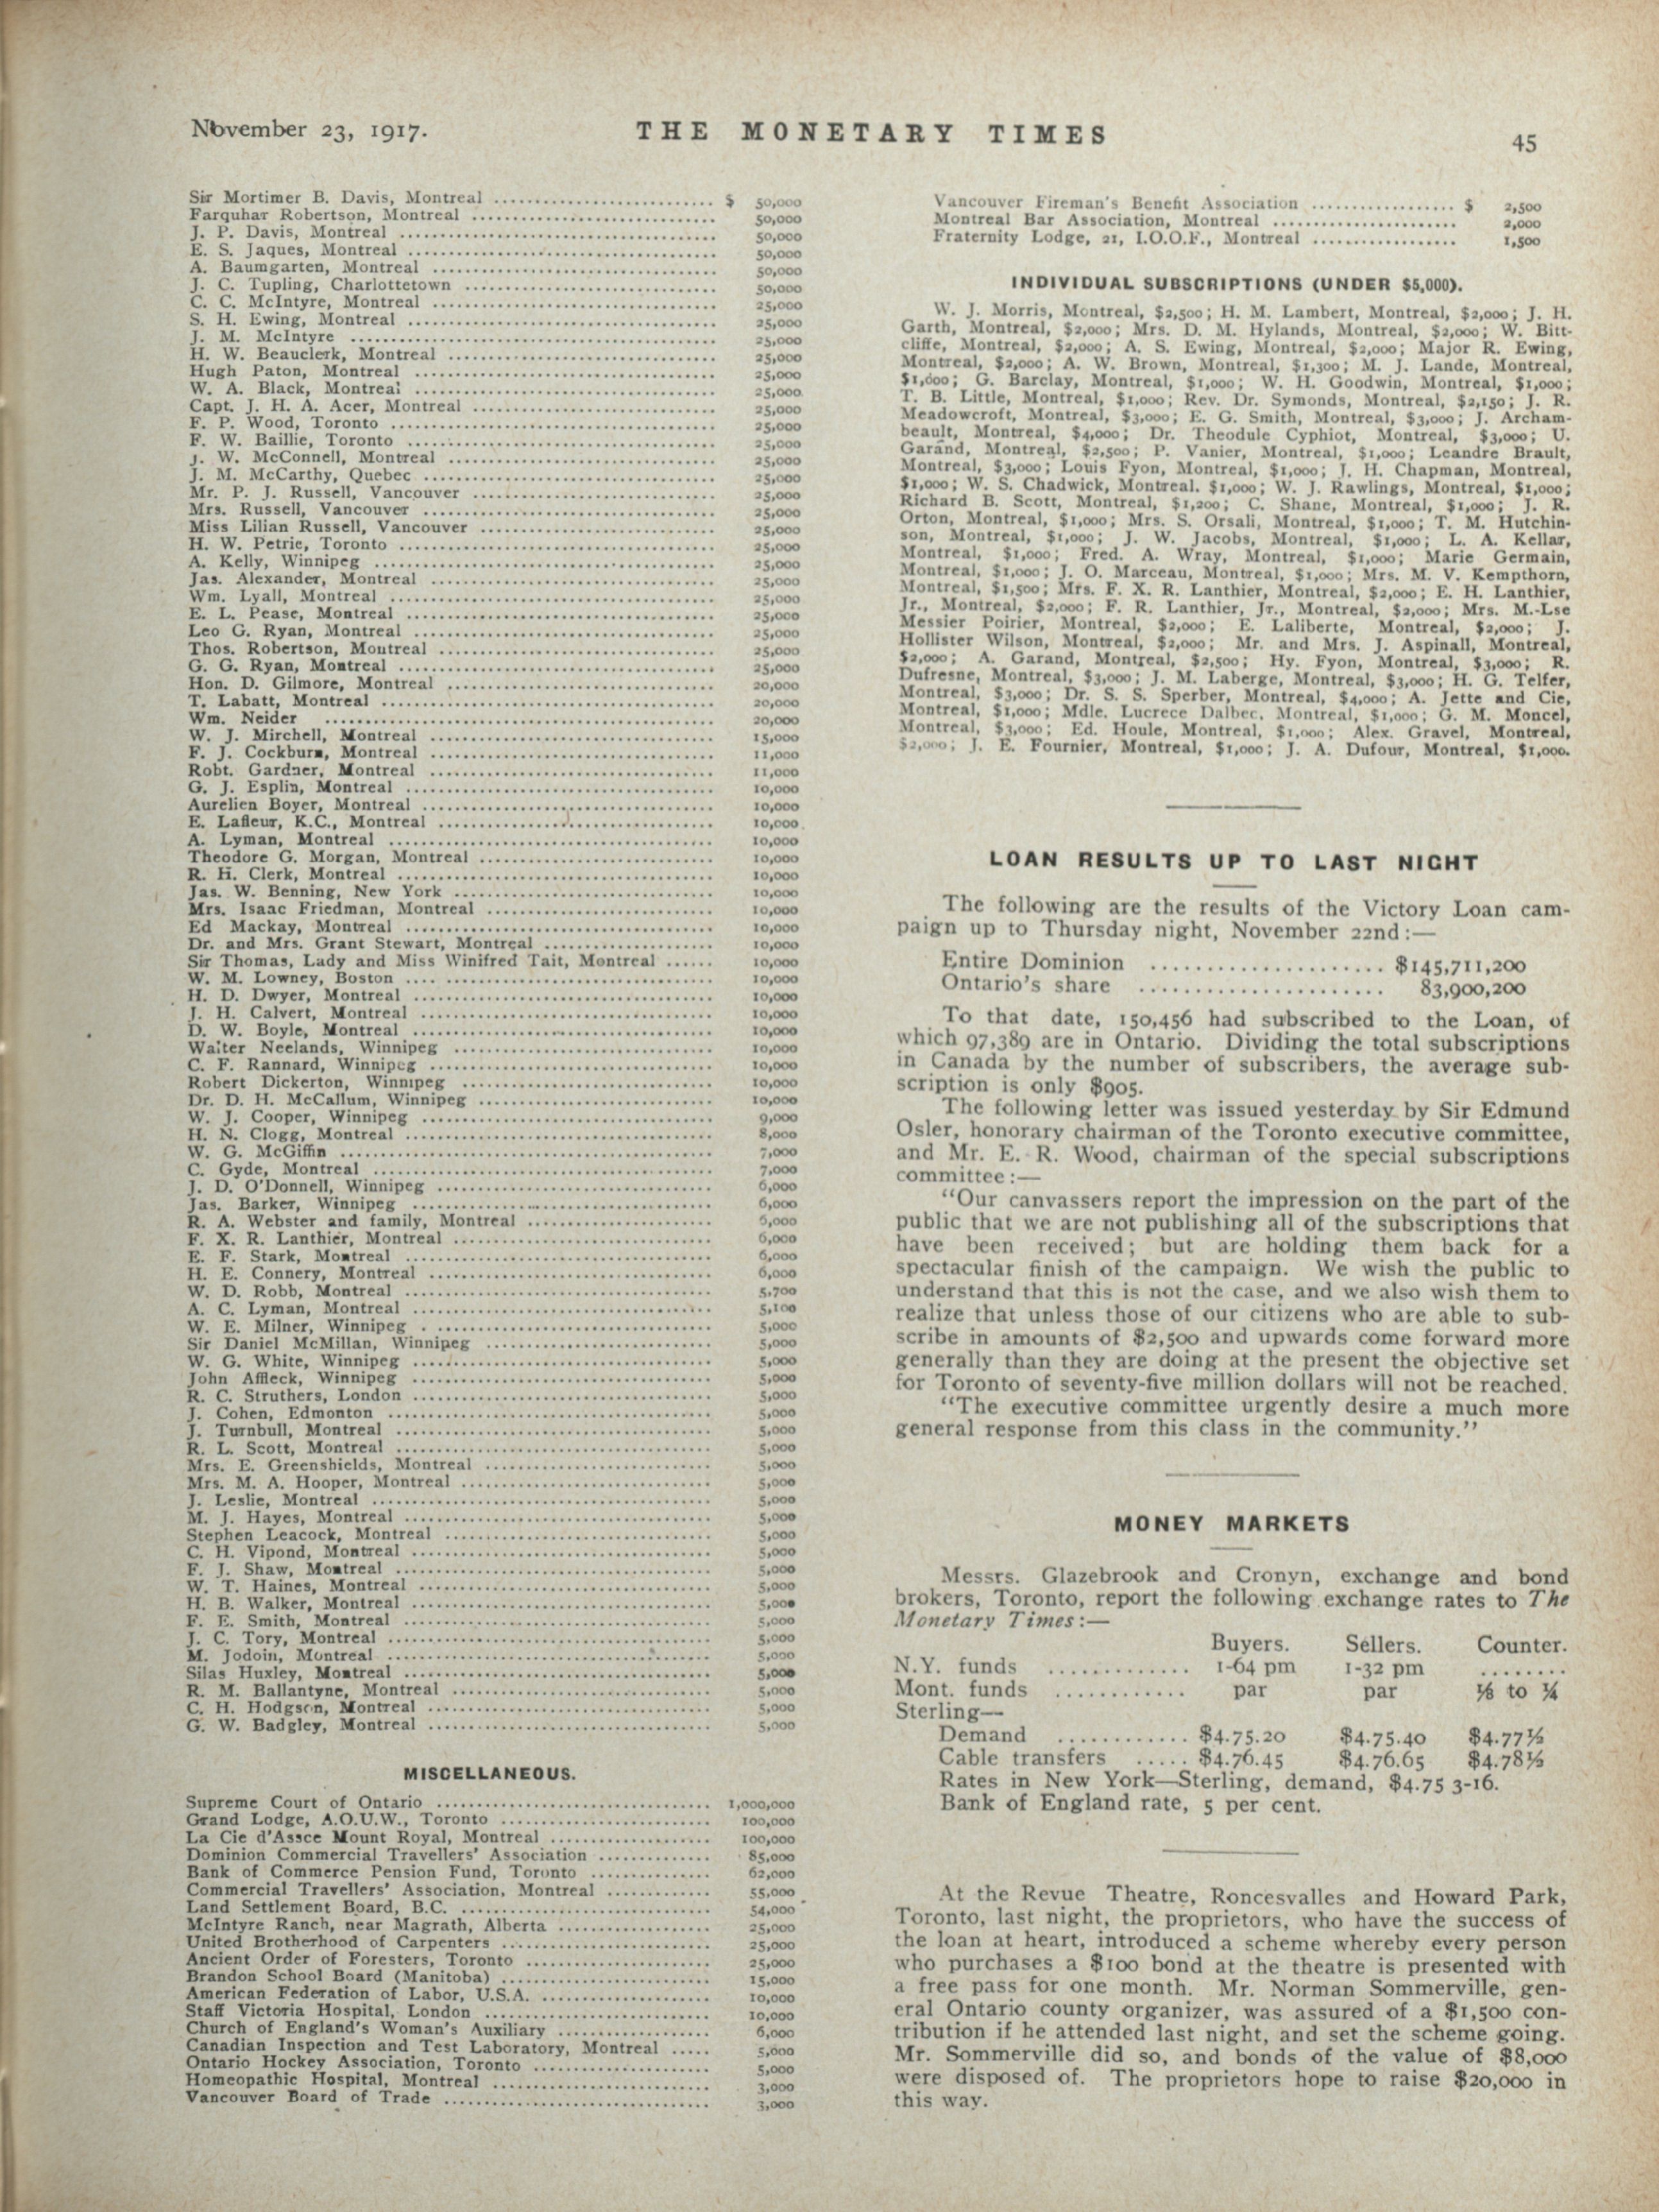 November 23, 1917.
THE MONETARY TIMES
45
Sir Mortimer B. Davis, Montreal ........................... $ 50,000
Farquhar Robertson, Montreal .............................. 50,000
J. P. Davis, Montreal ....................................... 50,000
E. S. Jaques, Montreal ...................................... 50,000
A. Baumgarten, Montreal ................................... 50,000
J. C. Tupling, Charlottetown ............................... 50,000
C. C. McIntyre, Montreal ................................... 25,000
S. H. Ewing, Montreal ...................................... 25,000
J. M. McIntyre ............................................. 25,000
H. W. Beauclerk, Montreal ................................. 25,000
Hugh Paton, Montreal ...................................... 25,000
W. A. Black, Montreal ..................................... 25,000
Capt. J. H. A. Acer, Montreal .............................. 25,000
F. P. Wood, Toronto ........................................ 25,000
F. W. Baillie, Toronto ...................................... 25,000
J. W. McConnell, Montreal ................................. 25,000
J. M. McCarthy, Quebec .................................... 25,000
Mr. P. J. Russell, Vancouver .............................. 25,000
Mrs. Russell, Vancouver .................................... 25,000
Miss Lilian Russell, Vancouver ............................. 25,000
H. W. Petrie, Toronto ....................................... 25,000
A. Kelly, Winnipeg .......................................... 25,000
Jas. Alexander, Montreal ................................... 25,000
Wm. Lyall, Montreal ........................................ 25,000
E. L. Pease, Montreal ...................................... 25,000
Leo G. Ryan, Montreal ..................................... 25,000
Thos. Robertson, Montreal .................................. 25,000
G. G. Ryan, Montreal ....................................... 25,000
Hon. D. Gilmore, Montreal ................................. 20,000
T. Labatt, Montreal ......................................... 20,000
Wm. Neider ................................................ 20,000
W. J. Mirchell, Montreal .................................... 15,000
F. J. Cockburn, Montreal ................................... 11,000
Robt. Gardner, Montreal ................................... 11,000
G. J. Esplin, Montreal ...................................... 10,000
Aurelien Boyer, Montreal .................................... 10,000
E. Lafleur, K.C., Montreal .................................. 10,000
A. Lyman, Montreal ........................................ 10,000
Theodore G. Morgan, Montreal ............................. 10,000
R. H. Clerk, Montreal ....................................... 10,000
Jas. W. Benning, New York ................................ 10,000
Mrs. Isaac Friedman, Montreal ............................ 10,000
Ed Mackay, Montreal ...................................... 10,000
Dr. and Mrs. Grant Stewart, Montreal ..................... 10,000
Sir Thomas, Lady and Miss Winifred Tait, Montreal ...... 10,000
W. M. Lowney, Boston .... ................................ 10,000
H. D. Dwyer, Montreal ..................................... 10,000
J. H. Calvert, Montreal .................................... 10,000
D. W. Boyle, Montreal ..................................... 10,000
Walter Neelands, Winnipeg ................................ 10,000
C. F. Rannard, Winnipeg ................................... 10,000
Robert Dickerton, Winnipeg ............................... 10,000
Dr. D. H. McCallum, Winnipeg ............................. 10,000
W. J. Cooper, Winnipeg .................................... 9,000
H. N. Clogg, Montreal ...................................... 8,000
W. G. McGiffin .............................................. 7,000
C. Gyde, Montreal .......................................... 7,000
J. D. O'Donnell, Winnipeg .................................. 6,000
Jas. Barker, Winnipeg ..................................... 6,000
R. A. Webster and family, Montreal ....................... 6,000
F. X. R. Lanthier, Montreal ................................ 6,000
E. F. Stark, Montreal ...................................... 6,000
H. E. Connery, Montreal ................................... 6,000
W. D. Robb, Montreal ...................................... 5,700
A. C. Lyman, Montreal ..................................... 5,100
W. E. Milner, Winnipeg . .................................. 5,000
Sir Daniel McMillan, Winnipeg ............................ 5,000
W. G. White, Winnipeg ..................................... 5,000
John Affleck, Winnipeg ..................................... 5,000
R. C. Struthers, London .................................... 5,000
J. Cohen, Edmonton ........................................ 5,000
J. Turnbull, Montreal ....................................... 5,000
R. L. Scott, Montreal ....................................... 5,000
Mrs. E. Greenshields, Montreal ............................ 5,000
Mrs. M. A. Hooper, Montreal .............................. 5,000
J. Leslie, Montreal .......................................... 5,000
M. J. Hayes, Montreal ...................................... 5,000
Stephen Leacock, Montreal ................................. 5,000
C. H. Vipond, Montreal ..................................... 5,000
F. J. Shaw, Montreal ....................................... 5,000
W. T. Haines, Montreal .................................... 5,000
H. B. Walker, Montreal ..................................... 5,000
F. E. Smith, Montreal ...................................... 5,000
J. C. Tory, Montreal ........................................ 5,000
M. Jodoin, Montreal ........................................ 5,000
Silas Huxley, Montreal ...................................... 5,000
R. M. Ballantyne, Montreal ................................ 5,000
C. H. Hodgson, Montreal ................................... 5,000
G. W. Badgley, Montreal ................................... 5,000
MISCELLANEOUS.
Supreme Court of Ontario .................................. 1,000,000
Grand Lodge, A.O.U.W., Toronto .......................... 100,000
La Cie d'Assce Mount Royal, Montreal .................... 100,000
Dominion Commercial Travellers' Association .............. 85,000
Bank of Commerce Pension Fund, Toronto ............... 62,000
Commercial Travellers' Association, Montreal ............. 55,000
Land Settlement Board, B.C. ............................... 54,000
McIntyre Ranch, near Magrath, Alberta ................... 25,000
United Brotherhood of Carpenters .......................... 25,000
Ancient Order of Foresters, Toronto ....................... 25,000
Brandon School Board (Manitoba) .......................... 15,000
American Federation of Labor, U.S.A. ..................... 10,000
Staff Victoria Hospital, London ............................ 10,000
Church of England's Woman's Auxiliary ................... 6,000
Canadian Inspection and Test Laboratory, Montreal ..... 5,000
Ontario Hockey Association, Toronto ...................... 5,000
Homeopathic Hospital, Montreal ........................... 3,000
Vancouver Board of Trade ................................. 3,000
Vancouver Fireman's Benefit Association .................. $ 2,500
Montreal Bar Association, Montreal ....................... 2,000
Fraternity Lodge, 21, I.O.O.F., Montreal .................. 1,500
INDIVIDUAL SUBSCRIPTIONS (UNDER $5,000).
W. J. Morris, Montreal, $2,500; H. M. Lambert, Montreal, $2,000; J. H.
Garth, Montreal, $2,000; Mrs. D. M. Hylands, Montreal, $2,000; W. Bitt-
cliffe, Montreal, $2,000; A. S. Ewing, Montreal, $2,000; Major R. Ewing,
Montreal, $2,000; A. W. Brown, Montreal, $1,300; M. J. Lande, Montreal,
$1,000; G. Barclay, Montreal, $1,000; W. H. Goodwin, Montreal, $1,000;
T. B. Little, Montreal, $1,000; Rev. Dr. Symonds, Montreal, $2,150; J. R.
Meadowcroft, Montreal, $3,000; E. G. Smith, Montreal, $3,000; J. Archam-
beault, Montreal, $4,000; Dr. Theodule Cyphiot, Montreal, $3,000; U.
Garand, Montreal, $2,500; P. Vanier, Montreal, $1,000; Leandre Brault,
Montreal, $3,000; Louis Fyon, Montreal, $1,000; J. H. Chapman, Montreal,
$1,000; W. S. Chadwick, Montreal. $1,000; W. J. Rawlings, Montreal, $1,000;
Richard B. Scott, Montreal, $1,200; C. Shane, Montreal, $1,000; J. R.
Orton, Montreal, $1,000; Mrs. S. Orsali, Montreal, $1,000; T. M. Hutchin-
son, Montreal, $1,000; J. W. Jacobs, Montreal, $1,000; L. A. Kellar,
Montreal, $1,000; Fred. A. Wray, Montreal, $1,000; Marie Germain,
Montreal, $1,000; J. O. Marceau, Montreal, $1,000; Mrs. M. V. Kempthorn,
Montreal, $1,500; Mrs. F. X. R. Lanthier, Montreal, $2,000; E. H. Lanthier,
Jr., Montreal, $2,000; F. R. Lanthier, Jr., Montreal, $2,000; Mrs. M.-Lse
Messier Poirier, Montreal, $2,000; E. Laliberte, Montreal, $2,000; J.
Hollister Wilson, Montreal, $2,000; Mr. and Mrs. J. Aspinall, Montreal,
$2,000; A. Garand, Montreal, $2,500; Hy. Fyon, Montreal, $3,000; R.
Dufresne, Montreal, $3,000; J. M. Laberge, Montreal, $3,000; H. G. Telfer,
Montreal, $3,000; Dr. S. S. Sperber, Montreal, $4,000; A. Jette and Cie,
Montreal, $1,000; Mdle. Lucrece Dalbec, Montreal, $1,000; G. M. Moncel,
Montreal, $3,000; Ed. Houle, Montreal, $1,000; Alex. Gravel, Montreal,
$2,000; J. E. Fournier, Montreal, $1,000; J. A. Dufour, Montreal, $1,000.
LOAN RESULTS UP TO LAST NIGHT
The following are the results of the Victory Loan cam-
paign up to Thursday night, November 22nd:—
Entire Dominion ..................... $145,711,200
Ontario's share ...................... 83,900,200
To that date, 150,456 had subscribed to the Loan, of
which 97,389 are in Ontario. Dividing the total subscriptions
in Canada by the number of subscribers, the average sub-
scription is only $905.
The following letter was issued yesterday by Sir Edmund
Osler, honorary chairman of the Toronto executive committee,
and Mr. E. R. Wood, chairman of the special subscriptions
committee:—
"Our canvassers report the impression on the part of the
public that we are not publishing all of the subscriptions that
have been received; but are holding them back for a
spectacular finish of the campaign. We wish the public to
understand that this is not the case, and we also wish them to
realize that unless those of our citizens who are able to sub-
scribe in amounts of $2,500 and upwards come forward more
generally than they are doing at the present the objective set
for Toronto of seventy-five million dollars will not be reached.
"The executive committee urgently desire a much more
general response from this class in the community."
MONEY MARKETS
Messrs. Glazebrook and Cronyn, exchange and bond
brokers, Toronto, report the following exchange rates to The
Monetary Times:—
Buyers. Sellers. Counter.
N.Y. funds ............. 1-64 pm 1-32 pm ........
Mont. funds ............ par par ⅛ to ¼
Sterling—
Demand ............ $4.75.20 $4.75.40 $4.77½
Cable transfers ..... $4.76.45 $4.76.65 $4.78½
Rates in New York—Sterling, demand, $4.75 3-16.
Bank of England rate, 5 per cent.
At the Revue Theatre, Roncesvalles and Howard Park,
Toronto, last night, the proprietors, who have the success of
the loan at heart, introduced a scheme whereby every person
who purchases a $100 bond at the theatre is presented with
a free pass for one month. Mr. Norman Sommerville, gen-
eral Ontario county organizer, was assured of a $1,500 con-
tribution if he attended last night, and set the scheme going.
Mr. Sommerville did so, and bonds of the value of $8,000
were disposed of. The proprietors hope to raise $20,000 in
this way.